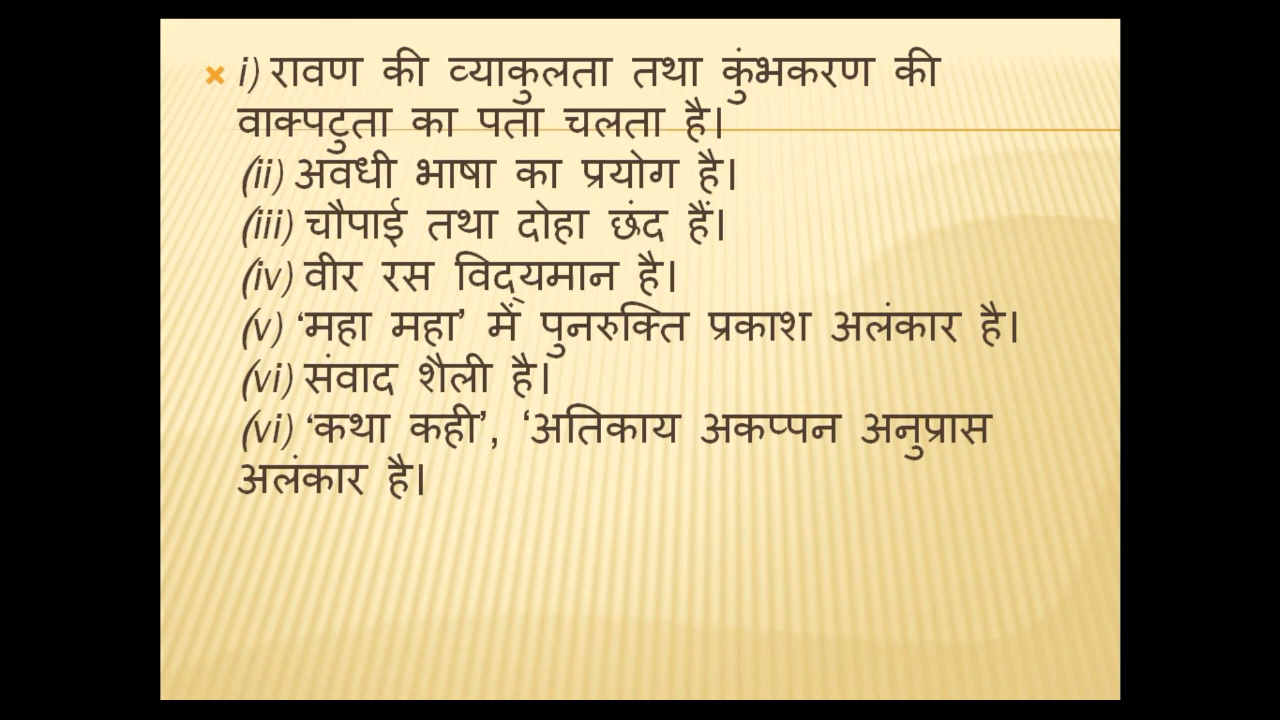 i) रावण की व्याकुलता तथा कुंभकरण की
वाक्पटुता का पता चलता है।
(ii) अवधी भाषा का प्रयोग है।
(iii) चौपाई तथा दोहा छंद हैं।
(iv) वीर रस विद्यमान है।
(v) ‘महा महा’ में पुनरुक्ति प्रकाश अलंकार है।
(vi) संवाद शैली है।
(vi) ‘कथा कही’, ‘अतिकाय अकप्पन अनुप्रास
अलंकार है।